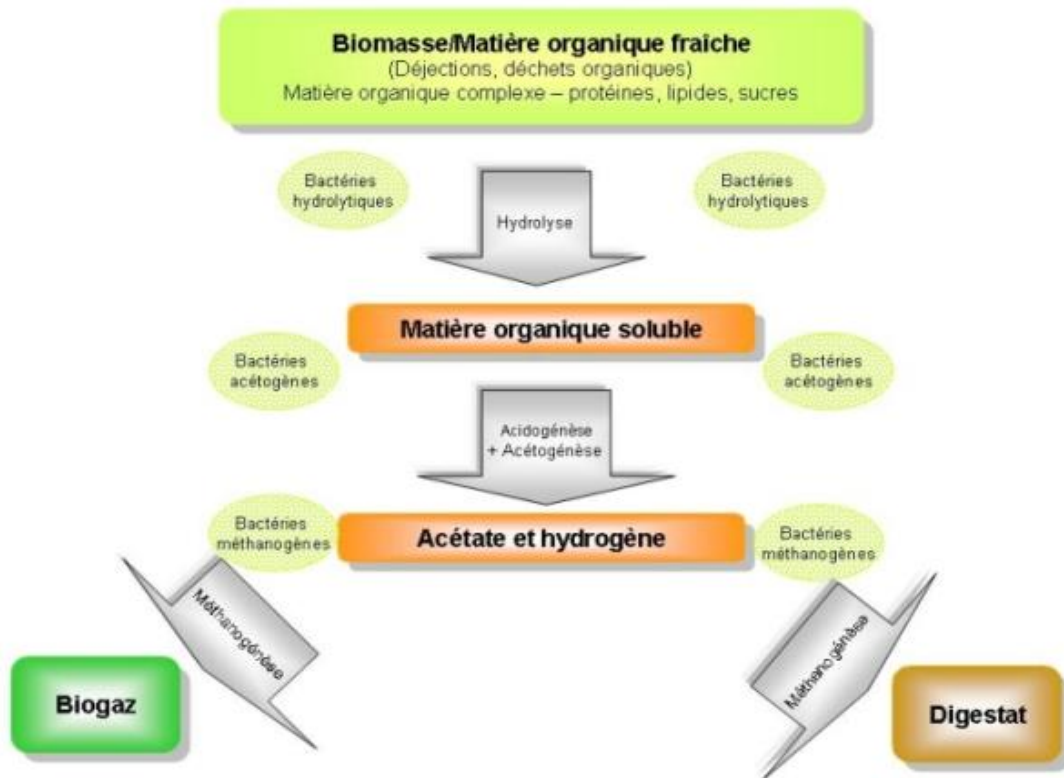 Biomasse/Matière organique fraîche
(Déjections, déchets organiques)
Matière organique complexe – protéines, lipides, sucres
Bactéries
hydrolytiques
Hydrolyse
Bactéries
hydrolytiques
Matière organique soluble
Bactéries
acétogènes
Bactéries
acétogènes
Acidogénèse
+ Acétogénèse
Bactéries
méthanogènes
Acétate et hydrogène
Bactéries
méthanogènes
Méthanogénèse
Méthanogénèse
Biogaz
Digestat